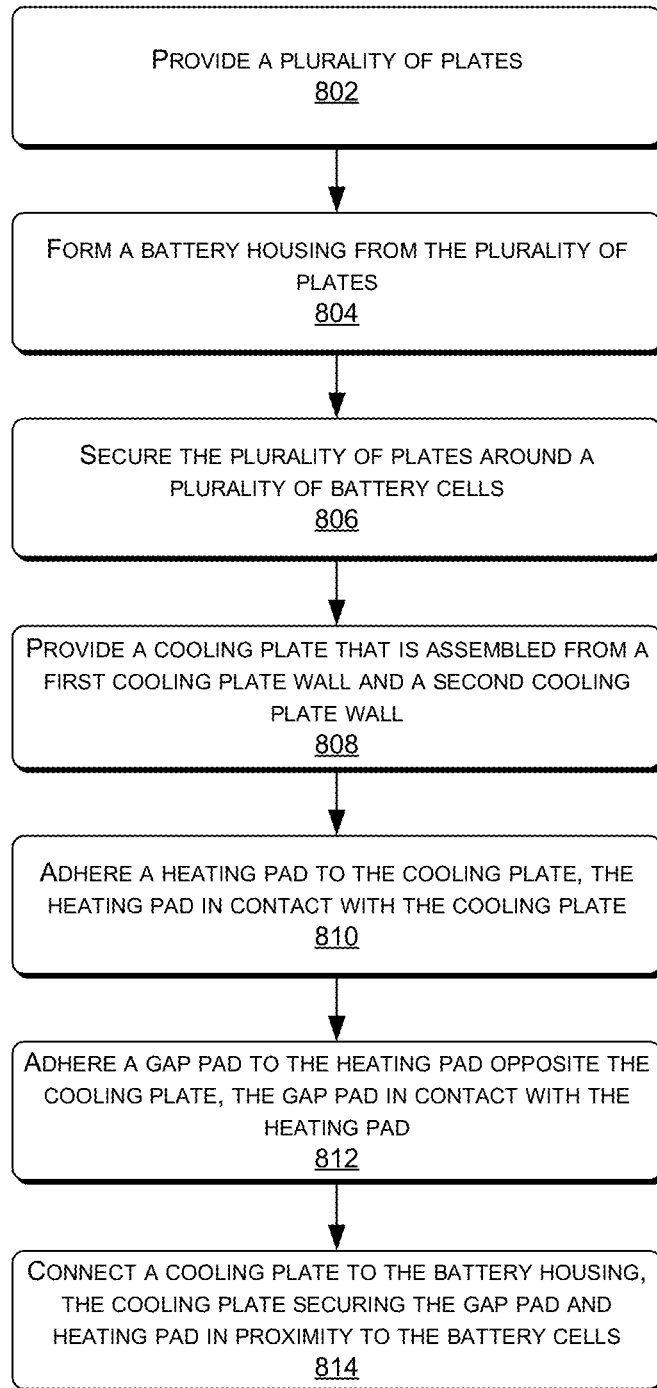 PROVIDE A PLURALITY OF PLATES
802
FORM A BATTERY HOUSING FROM THE PLURALITY OF
PLATES
804
SECURE THE PLURALITY OF PLATES AROUND A
PLURALITY OF BATTERY CELLS
806
PROVIDE A COOLING PLATE THAT IS ASSEMBLED FROM A
FIRST COOLING PLATE WALL AND A SECOND COOLING
PLATE WALL
808
ADHERE A HEATING PAD TO THE COOLING PLATE, THE
HEATING PAD IN CONTACT WITH THE COOLING PLATE
810
ADHERE A GAP PAD TO THE HEATING PAD OPPOSITE THE
COOLING PLATE, THE GAP PAD IN CONTACT WITH THE
HEATING PAD
812
CONNECT A COOLING PLATE TO THE BATTERY HOUSING,
THE COOLING PLATE SECURING THE GAP PAD AND
HEATING PAD IN PROXIMITY TO THE BATTERY CELLS
814